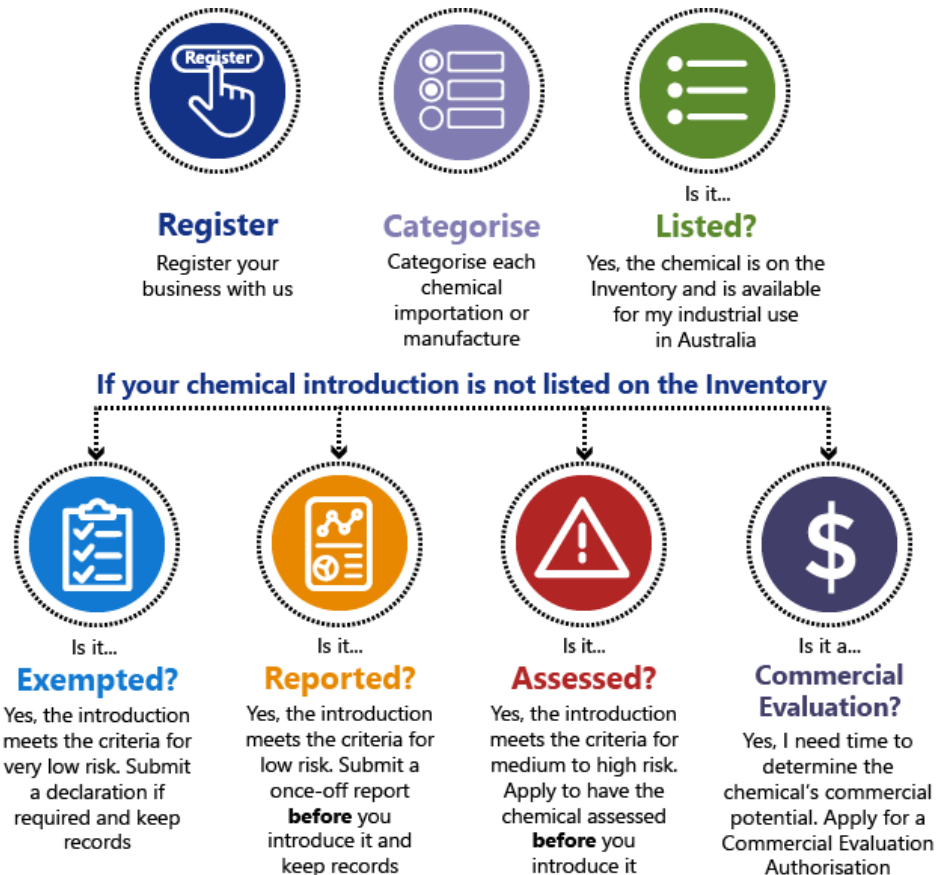 Register
Register
Register your
business with us
Categorise
Categorise each
chemical
importation or
manufacture
Is it...
Listed?
Yes, the chemical is on the
Inventory and is available
for my industrial use
in Australia
If your chemical introduction is not listed on the Inventory
Is it...
Exempted?
Yes, the introduction
meets the criteria for
very low risk. Submit
a declaration if
required and keep
records
Is it...
Reported?
Yes, the introduction
meets the criteria for
low risk. Submit a
once-off report
before you
introduce it and
keep records
Is it...
Assessed?
Yes, the introduction
meets the criteria for
medium to high risk.
Apply to have the
chemical assessed
before you
introduce it
$
Is it a...
Commercial
Evaluation?
Yes, I need time to
determine the
chemical's commercial
potential. Apply for a
Commercial Evaluation
Authorisation